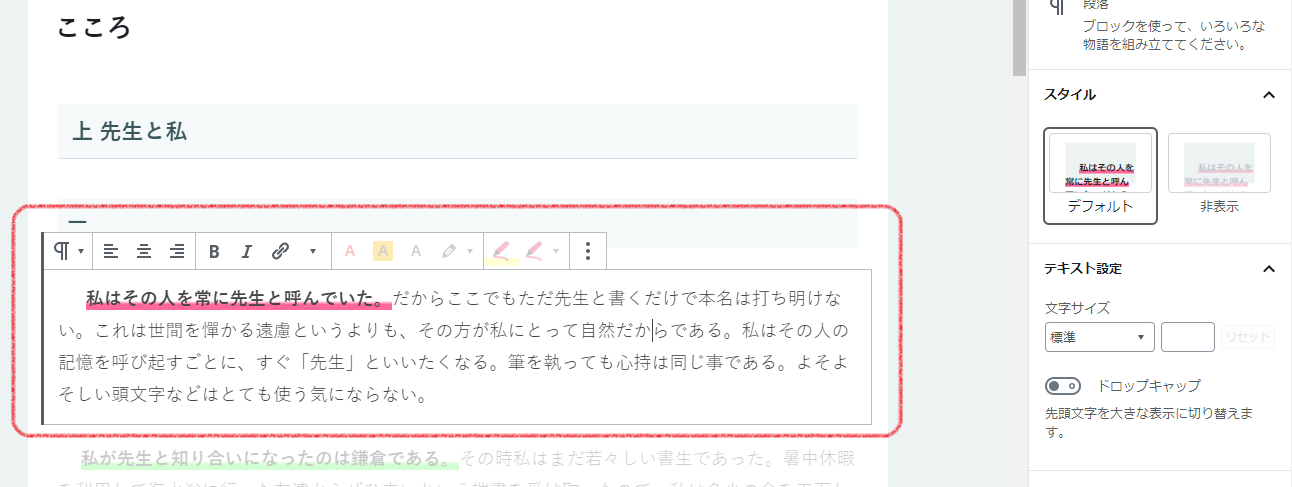 こころ
上 先生と私
一
B I A A A
私はその人を常に先生と呼んでいた。だからここでもただ先生と書くだけで本名は打ち明けな
い。これは世間を憚かる遠慮というよりも、その方が私にとって自然だからである。私はその人の
記憶を呼び起すごとに、すぐ「先生」といいたくなる。筆を執っても心持は同じ事である。よそよ
そしい頭文字などはとても使う気にならない。
私が先生と知り合いになったのは鎌倉である。その時私はまだ若々しい書生であった。暑中休暇
段落
ブロックを使って、いろいろな
物語を組み立ててください。
スタイル
私はその人を
常に先生と呼ん
デフォルト
私はその人を
常に先生と呼ん
非表示
テキスト設定
文字サイズ
標準
リセット
ドロップキャップ
先頭文字を大きな表示に切り替えま
す。